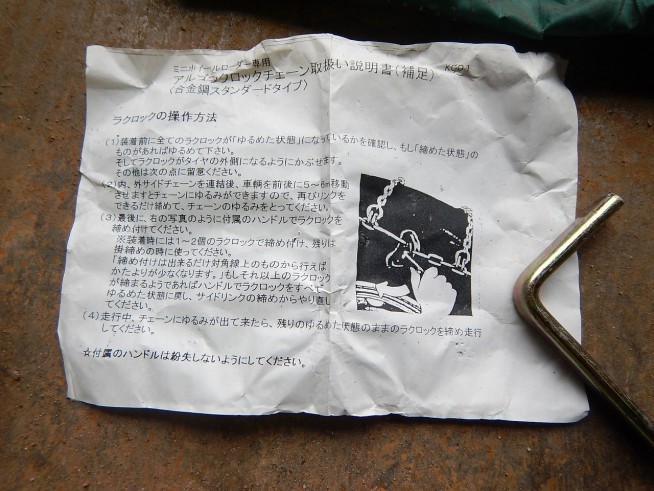 ミニホイールローダー専用
アルゴラクロックチェーン取扱い説明書(補足) KGO-1
〈合金鋼スタンダードタイプ〉
ラクロックの操作方法
(1)装着前に全てのラクロックが「ゆるめた状態」になっているかを確認し、もし「締めた状態」の
ものがあればゆるめて下さい。
そしてラクロックがタイヤの外側になるようにかぶせます。
その他は次の点に留意ください。
(2)内、外サイドチェーンを連結後、車輌を前後に5~6m移動
させますとチェーンにゆるみができますので、再びリンクを
できるだけ締めて、チェーンのゆるみをとってください。
(3)最後に、右の写真のように付属のハンドルでラクロックを
締め付けてください。
※装着時には1~2個のラクロックで締め付け、残りは
掛締めの時に使ってください。
「締め付けは出来るだけ対角線上のものから行えば
かたよりが少なくなります。」もしそれ以上のラクロック
が締まるようであればハンドルでラクロックをすべて
ゆるめた状態に戻し、サイドリンクの締めからやり直し
てください。
(4)走行中、チェーンにゆるみが出て来たら、残りのゆるめた状態のままのラクロックを締め走行
してください。
☆付属のハンドルは紛失しないようにしてください。